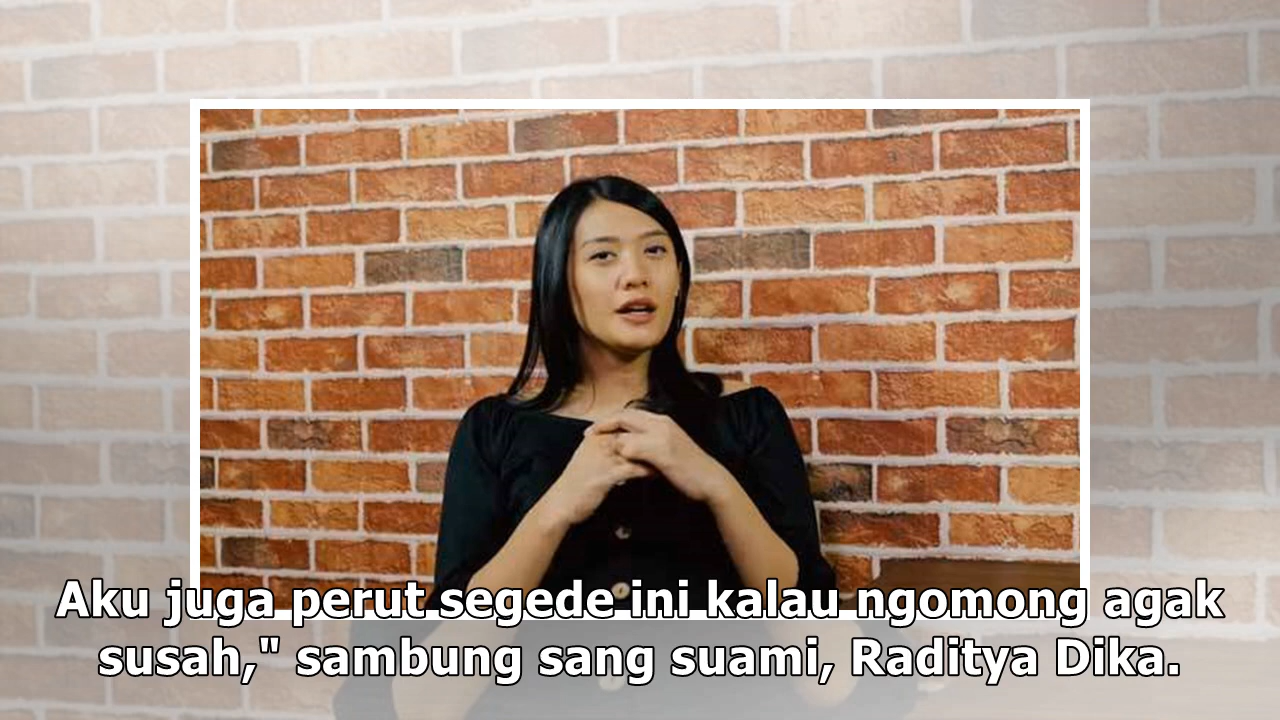 Aku juga perut segede ini kalau ngomong agak
susah," sambung sang suami, Raditya Dika.